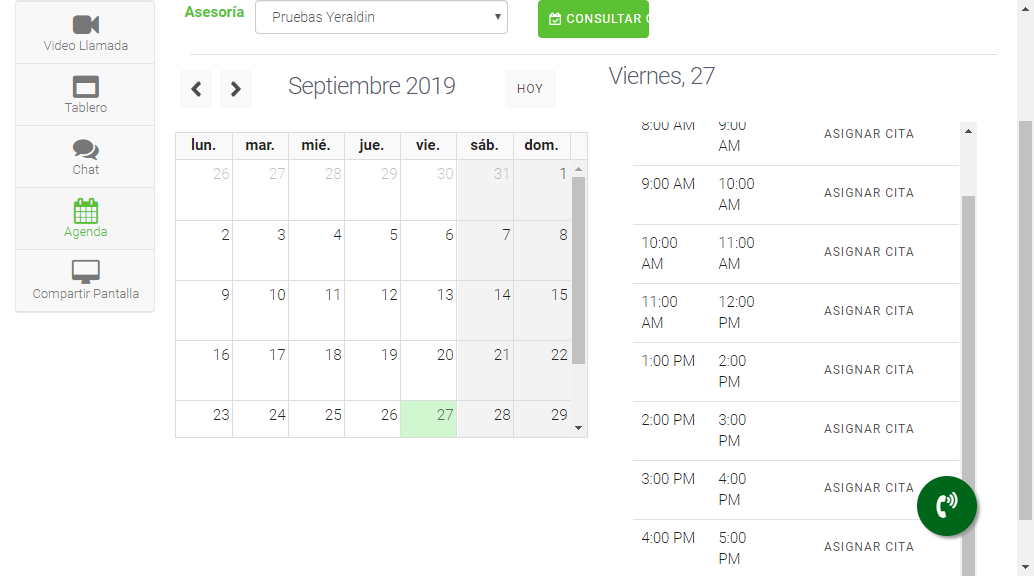 Video Llamada
Tablero
Chat
Agenda
Compartir Pantalla
Asesoría
Pruebas Yeraldin
CONSULTAR
Septiembre 2019
HOY
lun. mar. mié. jue. vie. sáb. dom.
26 27 28 29 30 31 1
2 3 4 5 6 7 8
9 10 11 12 13 14 15
16 17 18 19 20 21 22
23 24 25 26 27 28 29
Viernes, 27
8:00 AM 9:00 ASIGNAR CITA
AM
9:00 AM 10:00 ASIGNAR CITA
AM
10:00 11:00 ASIGNAR CITA
AM AM
11:00 12:00 ASIGNAR CITA
AM PM
1:00 PM 2:00 ASIGNAR CITA
PM
2:00 PM 3:00 ASIGNAR CITA
PM
3:00 PM 4:00 ASIGNAR CITA
PM
4:00 PM 5:00 ASIGNAR CITA
PM